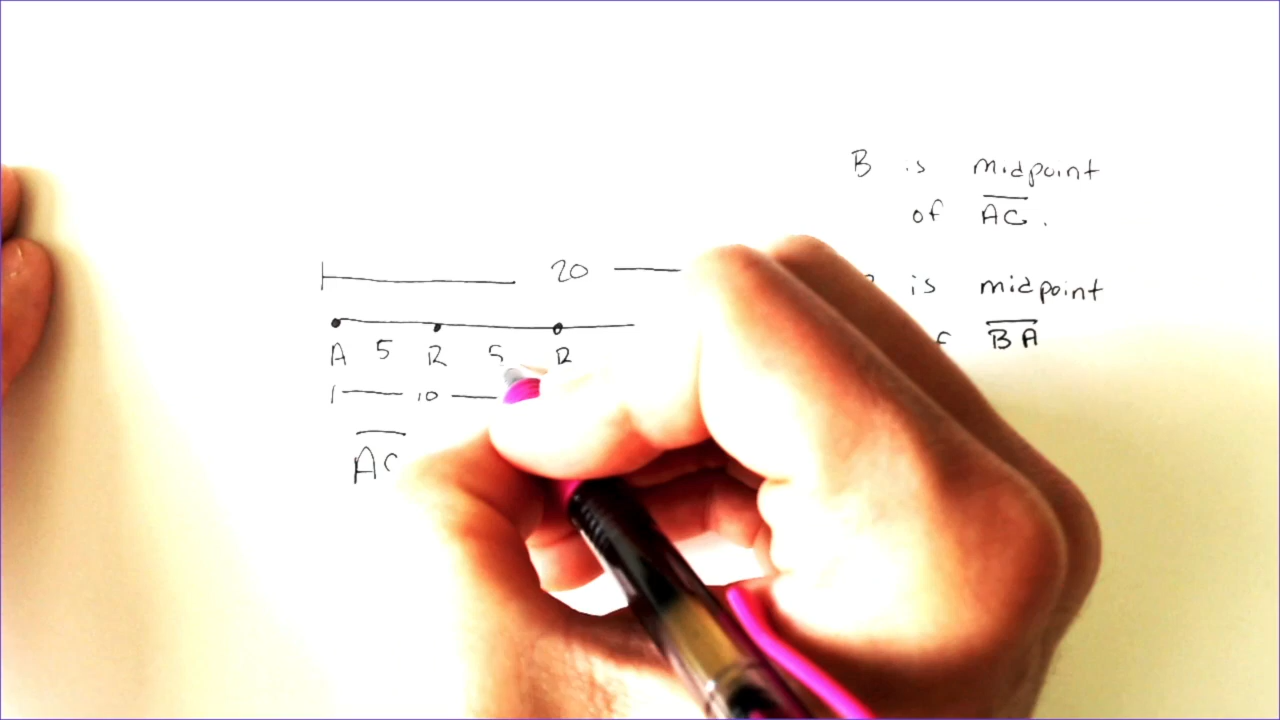 B is midpoint
of AC.
20
is midpoint
BA
A 5 R 5 B
10
AC